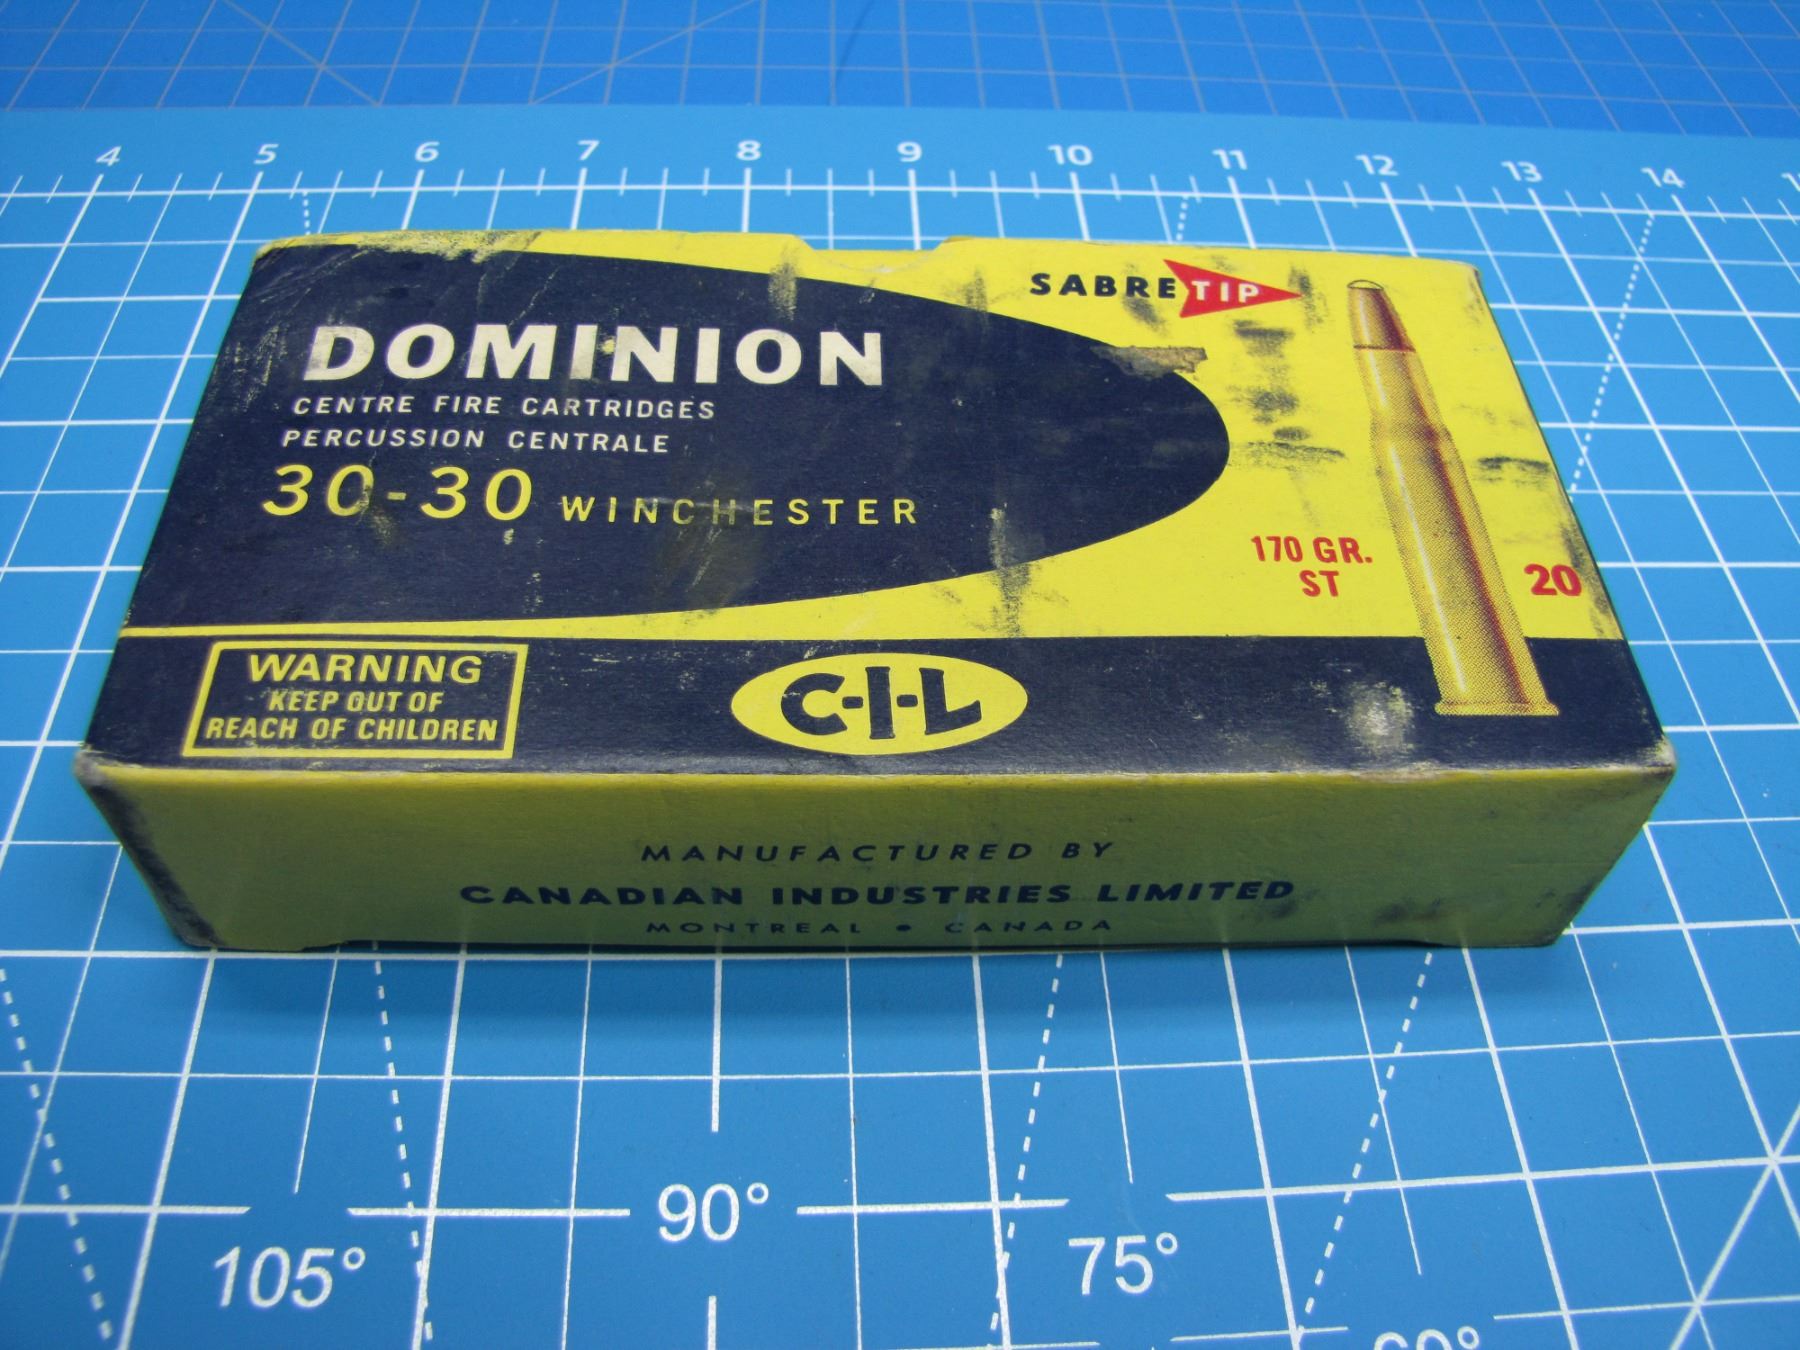 4 5 6 7 8 9 10 11 12 13 14
SABRE TIP
DOMINION
CENTRE FIRE CARTRIDGES
PERCUSSION CENTRALE
30-30 WINCHESTER
170 GR.
ST
20
WARNING
KEEP OUT OF
REACH OF CHILDREN
C-I-L
MANUFACTURED BY
CANADIAN INDUSTRIES LIMITED
MONTREAL • CANADA
105° 90° 75°